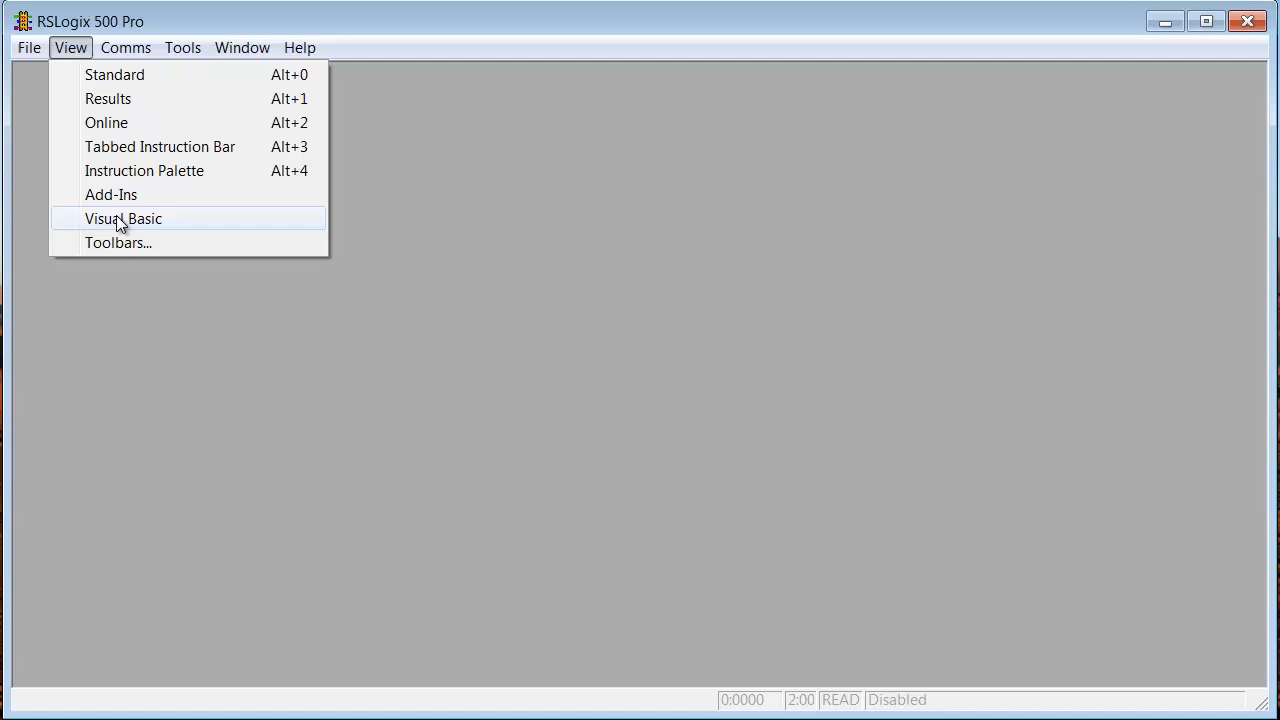 RSLogix 500 Pro
File View Comms Tools Window Help
Standard Alt+0
Results Alt+1
Online Alt+2
Tabbed Instruction Bar Alt+3
Instruction Palette Alt+4
Add-Ins
Visual Basic
Toolbars...
0:0000 2:00 READ Disabled